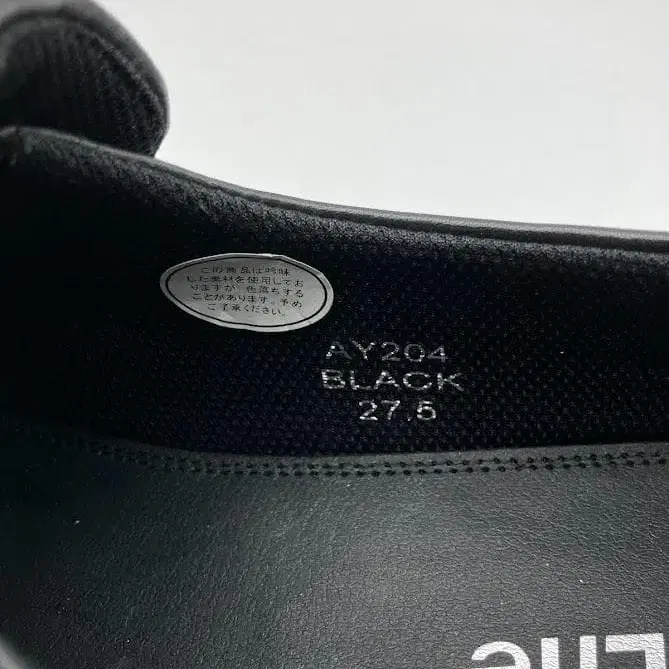 この商品は吟味
した素材を使用してお
りますが、色落ちする
ことがあります。予め
ご了承ください。
AY204
BLACK
27.5